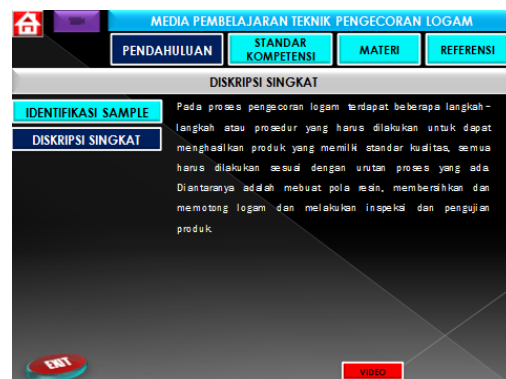 MEDIA PEMBELAJARAN TEKNIK PENGECORAN LOGAM
PENDAHULUAN
STANDAR
KOMPETENSI
MATERI
REFERENSI
DISKRIPSI SINGKAT
IDENTIFIKASI SAMPLE
DISKRIPSI SINGKAT
Pada proses pengecoran logam terdapat beberapa langkah-
langkah atau prosedur yang harus dilakukan untuk dapat
menghasilkan produk yang memilki standar kualitas, semua
harus dilakukan sesuai dengan urutan proses yang ada.
Diantaranya adalah mebuat pola resin, membersihkan dan
memotong logam dan melakukan inspeksi dan pengujian
produk.
EXIT
VIDEO